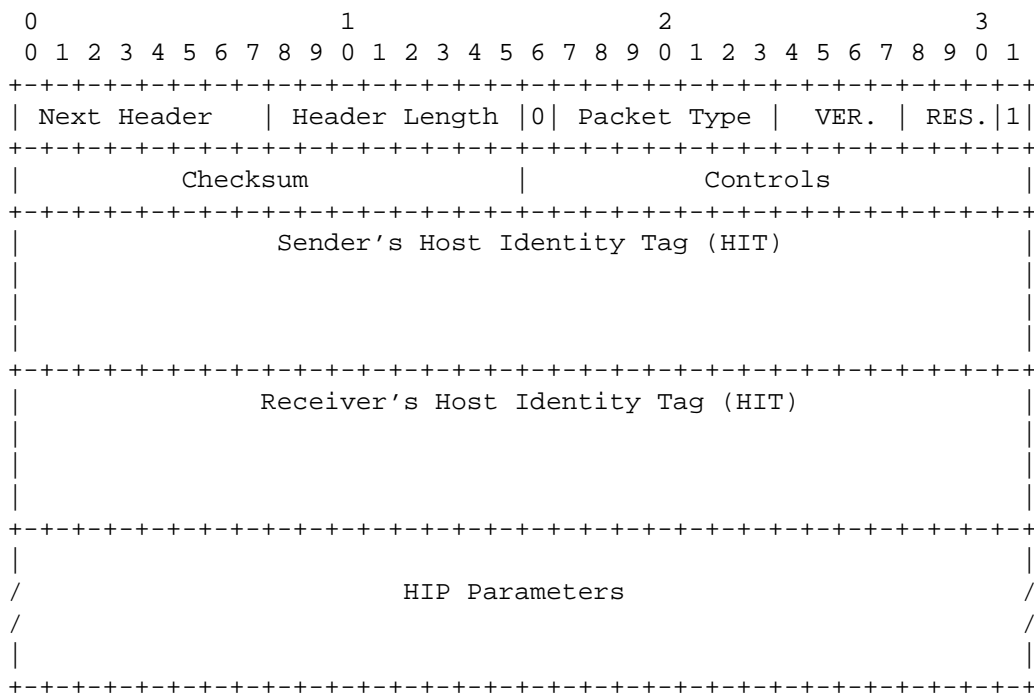 0                   1                   2                   3
0 1 2 3 4 5 6 7 8 9 0 1 2 3 4 5 6 7 8 9 0 1 2 3 4 5 6 7 8 9 0 1
+-+-+-+-+-+-+-+-+-+-+-+-+-+-+-+-+-+-+-+-+-+-+-+-+-+-+-+-+-+-+-+-+
| Next Header   | Header Length |0| Packet Type |  VER. | RES.|1|
+-+-+-+-+-+-+-+-+-+-+-+-+-+-+-+-+-+-+-+-+-+-+-+-+-+-+-+-+-+-+-+-+
|          Checksum             |           Controls            |
+-+-+-+-+-+-+-+-+-+-+-+-+-+-+-+-+-+-+-+-+-+-+-+-+-+-+-+-+-+-+-+-+
|                Sender’s Host Identity Tag (HIT)               |
|                                                               |
|                                                               |
|                                                               |
+-+-+-+-+-+-+-+-+-+-+-+-+-+-+-+-+-+-+-+-+-+-+-+-+-+-+-+-+-+-+-+-+
|               Receiver’s Host Identity Tag (HIT)              |
|                                                               |
|                                                               |
|                                                               |
+-+-+-+-+-+-+-+-+-+-+-+-+-+-+-+-+-+-+-+-+-+-+-+-+-+-+-+-+-+-+-+-+
|                                                               |
/                        HIP Parameters                         /
/                                                               /
|                                                               |
+-+-+-+-+-+-+-+-+-+-+-+-+-+-+-+-+-+-+-+-+-+-+-+-+-+-+-+-+-+-+-+-+